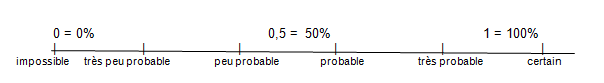 0 = 0% 0,5 = 50% 1 = 100%
impossible très peu probable peu probable probable très probable certain